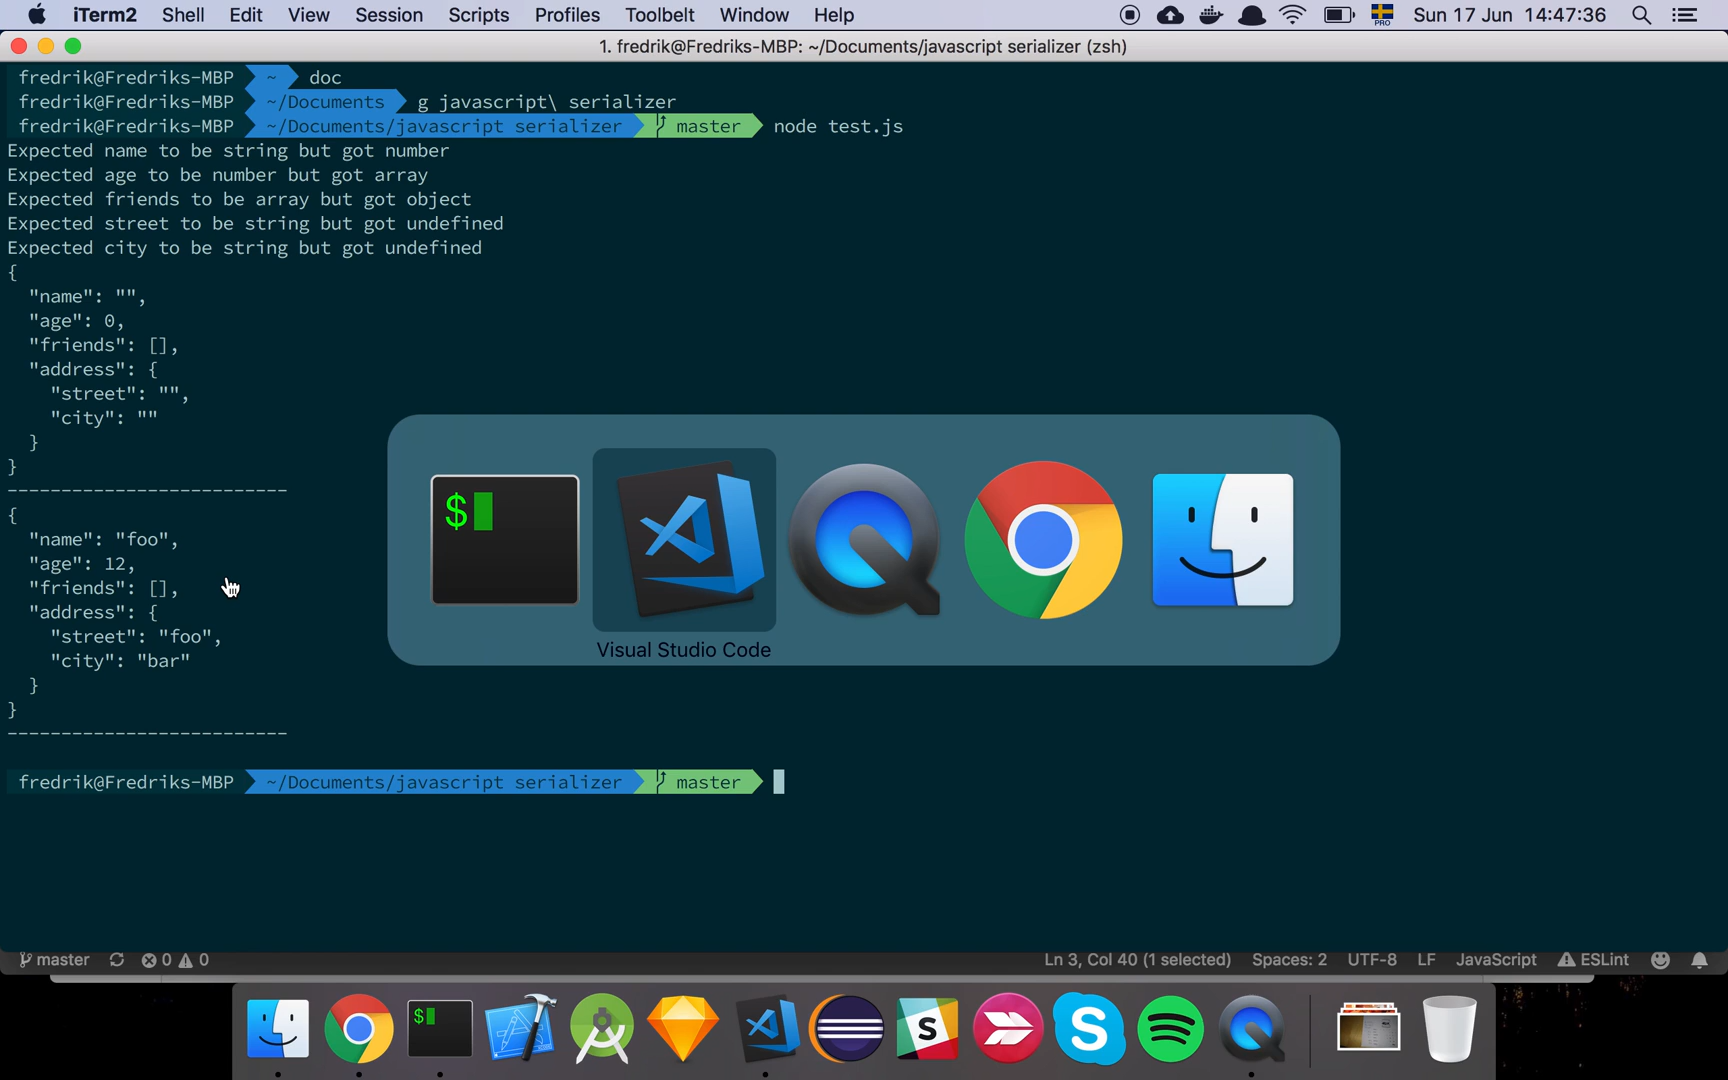 iTerm2 Shell Edit View Session Scripts Profiles Toolbelt Window Help PRO Sun 17 Jun 14:47:36
1. fredrik@Fredriks-MBP: ~/Documents/javascript serializer (zsh)
fredrik@Fredriks-MBP ~ doc
fredrik@Fredriks-MBP ~/Documents g javascript\ serializer
fredrik@Fredriks-MBP ~/Documents/javascript serializer master node test.js
Expected name to be string but got number
Expected age to be number but got array
Expected friends to be array but got object
Expected street to be string but got undefined
Expected city to be string but got undefined
{
"name": "",
"age": 0,
"friends": [],
"address": {
"street": "",
"city": ""
}
}
--------------------------
{
"name": "foo",
"age": 12,
"friends": [],
"address": {
"street": "foo",
"city": "bar"
}
}
--------------------------
$
Visual Studio Code
fredrik@Fredriks-MBP ~/Documents/javascript serializer master
master 0 0 Ln 3, Col 40 (1 selected) Spaces: 2 UTF-8 LF JavaScript ESLint
$ S S